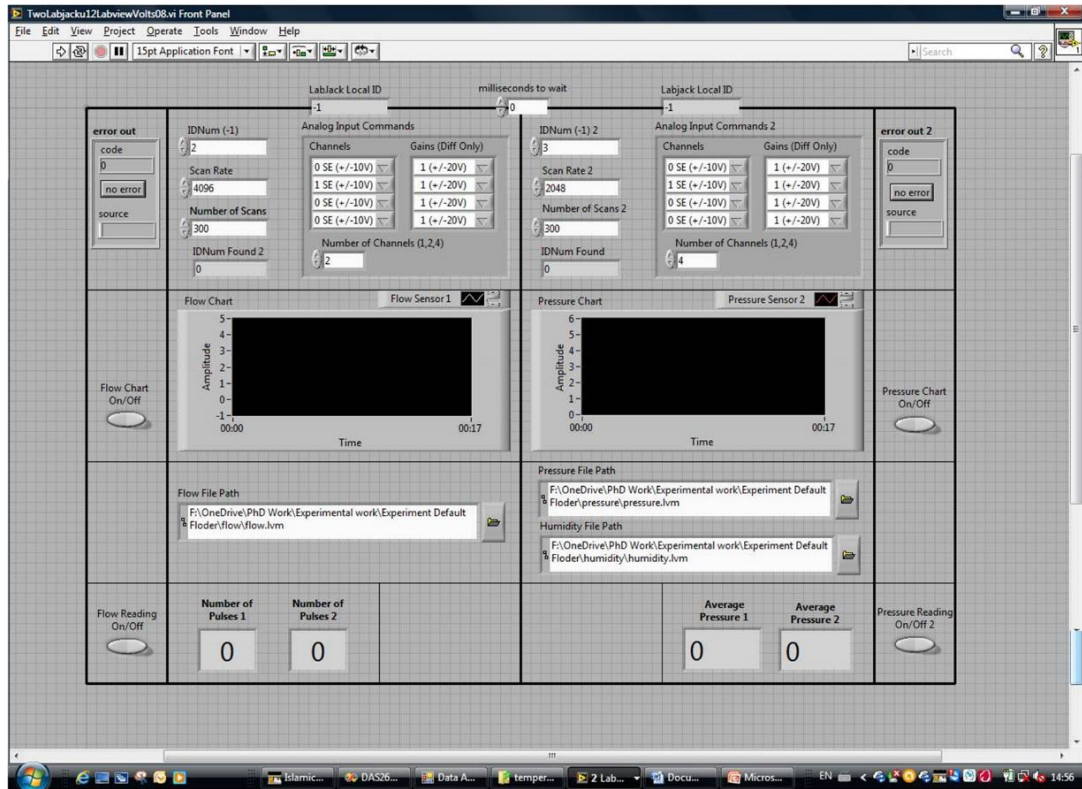 TwoLabjacku12LabviewVolts08.vi Front Panel
File Edit View Project Operate Tools Window Help
15pt Application Font
Search
LabJack Local ID
-1
milliseconds to wait
0
Labjack Local ID
-1
error out
code
0
no error
source
IDNum (-1)
2
Scan Rate
4096
Number of Scans
300
IDNum Found 2
0
Analog Input Commands
Channels Gains (Diff Only)
0 SE (+/-10V) 1 (+/-20V)
1 SE (+/-10V) 1 (+/-20V)
0 SE (+/-10V) 1 (+/-20V)
0 SE (+/-10V) 1 (+/-20V)
Number of Channels (1,2,4)
2
IDNum (-1) 2
3
Scan Rate 2
2048
Number of Scans 2
300
IDNum Found
0
Analog Input Commands 2
Channels Gains (Diff Only)
0 SE (+/-10V) 1 (+/-20V)
1 SE (+/-10V) 1 (+/-20V)
0 SE (+/-10V) 1 (+/-20V)
0 SE (+/-10V) 1 (+/-20V)
Number of Channels (1,2,4)
4
error out 2
code
0
no error
source
Flow Chart On/Off
Flow Chart
Flow Sensor 1
5
4
3
2
1
0
-1
Amplitude
00:00 00:17
Time
Pressure Chart
Pressure Sensor 2
6
5
4
3
2
1
0
Amplitude
00:00 00:17
Time
Pressure Chart
On/Off
Flow File Path
F:\OneDrive\PhD Work\Experimental work\Experiment Default
Floder\flow\flow.lvm
Pressure File Path
F:\OneDrive\PhD Work\Experimental work\Experiment Default
Floder\pressure\pressure.lvm
Humidity File Path
F:\OneDrive\PhD Work\Experimental work\Experiment Default
Floder\humidity\humidity.lvm
Flow Reading
On/Off
Number of
Pulses 1
0
Number of
Pulses 2
0
Average
Pressure 1
0
Average
Pressure 2
0
Pressure Reading
On/Off 2
Islamic... DAS26... Data A... temper... 2 Lab... Docu... Micros... EN 14:56